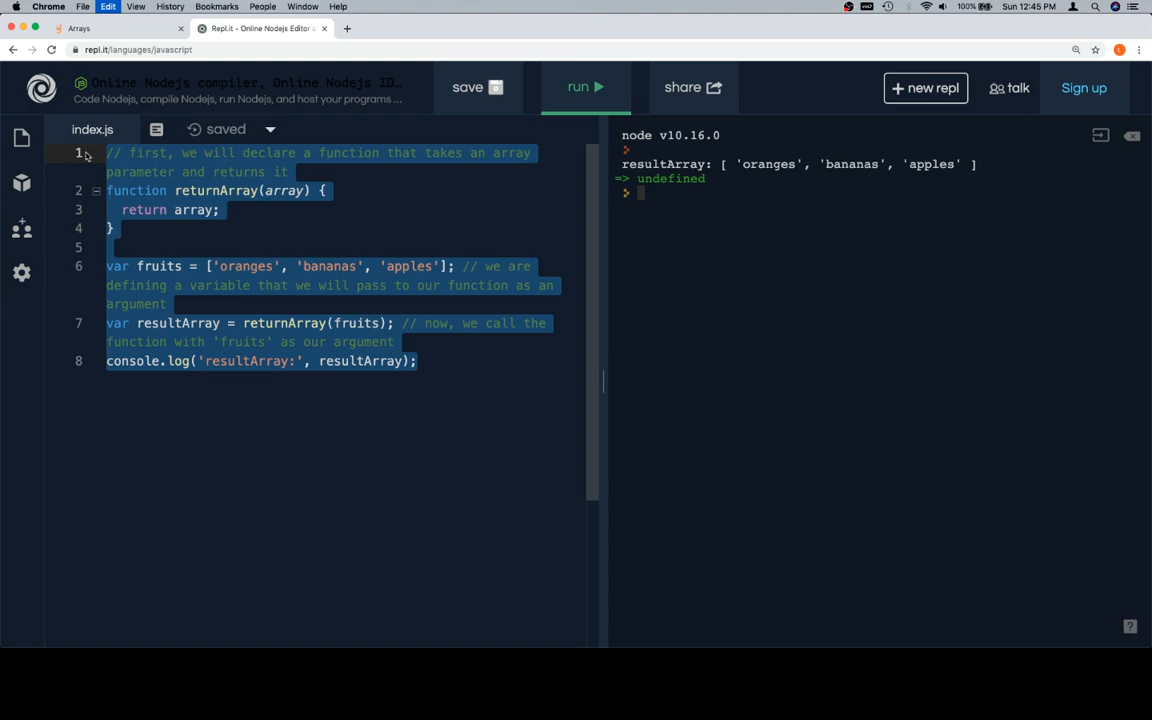 Chrome File Edit View History Bookmarks People Window Help 100% Sun 12:45 PM
Arrays Repl.it - Online Nodejs Editor
repl.it/languages/javascript
Online Nodejs compiler, Online Nodejs ID...
Code Nodejs, compile Nodejs, run Nodejs, and host your programs ...
save run share + new repl talk Sign up
index.js saved
1 // first, we will declare a function that takes an array
parameter and returns it
2 function returnArray(array) {
3 return array;
4 }
5
6 var fruits = ['oranges', 'bananas', 'apples']; // we are
defining a variable that we will pass to our function as an
argument
7 var resultArray = returnArray(fruits); // now, we call the
function with 'fruits' as our argument
8 console.log('resultArray:', resultArray);
node v10.16.0
resultArray: [ 'oranges', 'bananas', 'apples' ]
=> undefined
?